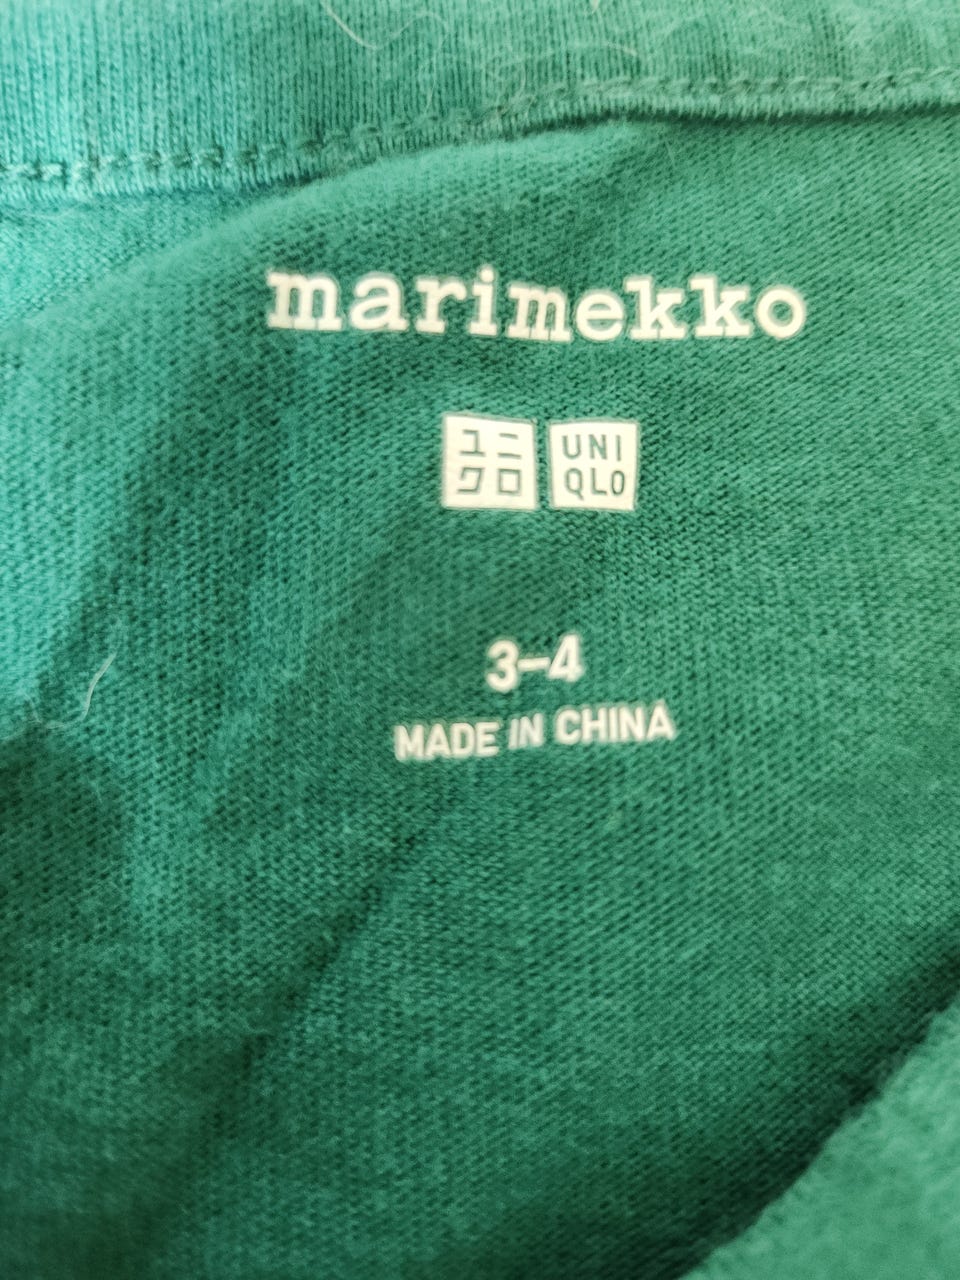 marimekko
ユニ UNI
クロ QLO
3-4
MADE IN CHINA